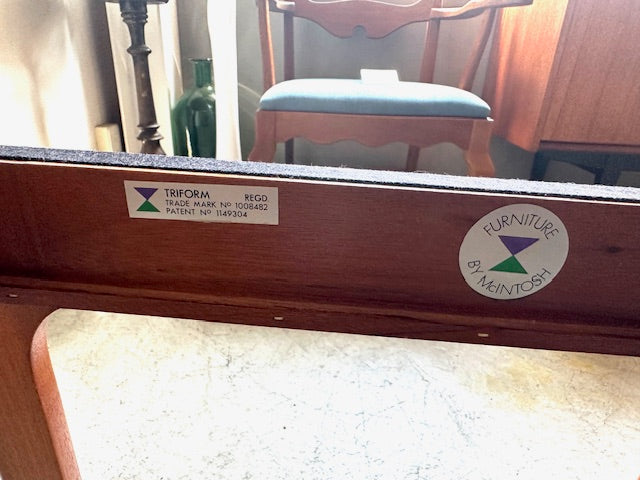 TRIFORM REGD.
TRADE MARK Nº 1008482
PATENT Nº 1149304
FURNITURE
BY McINTOSH